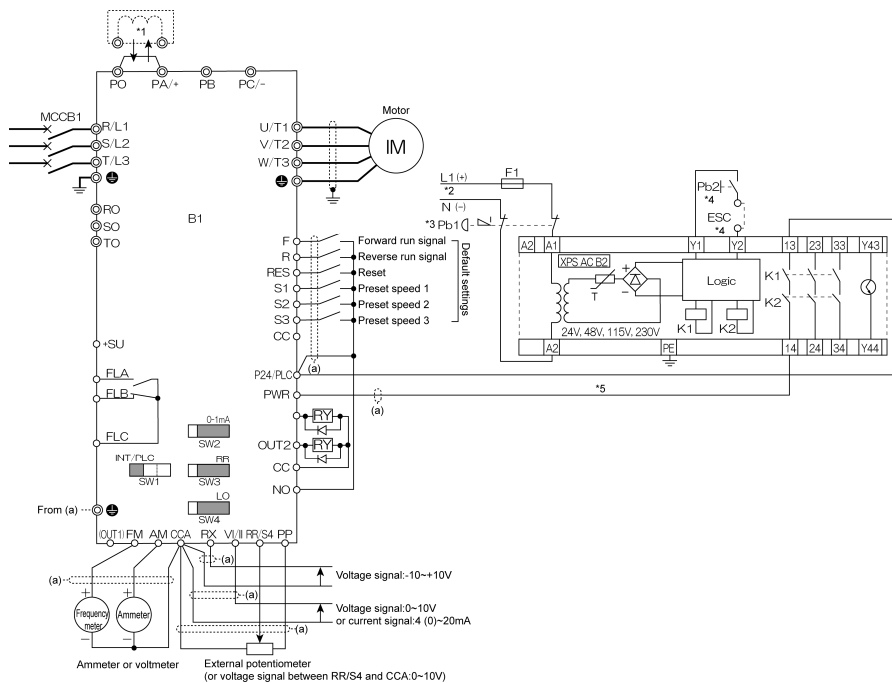 *1
PO PA/+ PB PC/-
MCCB1
R/L1
S/L2
T/L3
RO
SO
TO
B1
U/T1
V/T2
W/T3
Motor
IM
F
R
RES
S1
S2
S3
CC
Forward run signal
Reverse run signal
Reset
Preset speed 1
Preset speed 2
Preset speed 3
Default settings
(a)
P24/PLC
PWR
(a)
*5
RY
OUT2
RY
CC
NO
+SU
FLA
FLB
FLC
0-1mA
SW2
INT/PLC
SW1
RR
SW3
LO
SW4
From (a)
(OUT1) FM AM CCA RX VI/II RR/S4 PP
(a)
+
+
Frequency
meter
Ammeter
−
−
Ammeter or voltmeter
(a)
Voltage signal:-10~+10V
(a)
Voltage signal:0~10V
or current signal:4 (0)~20mA
(a)
External potentiometer
(or voltage signal between RR/S4 and CCA:0~10V)
L1 (+)
F1
*2
N (-)
*3 Pb1
Pb2
*4
ESC
*4
A2 A1 Y1 Y2 13 23 33 Y43
XPS AC B2
T
+
−
Logic
K1
K2
K1
K2
24V, 48V, 115V, 230V
A2 PE 14 24 34 Y44